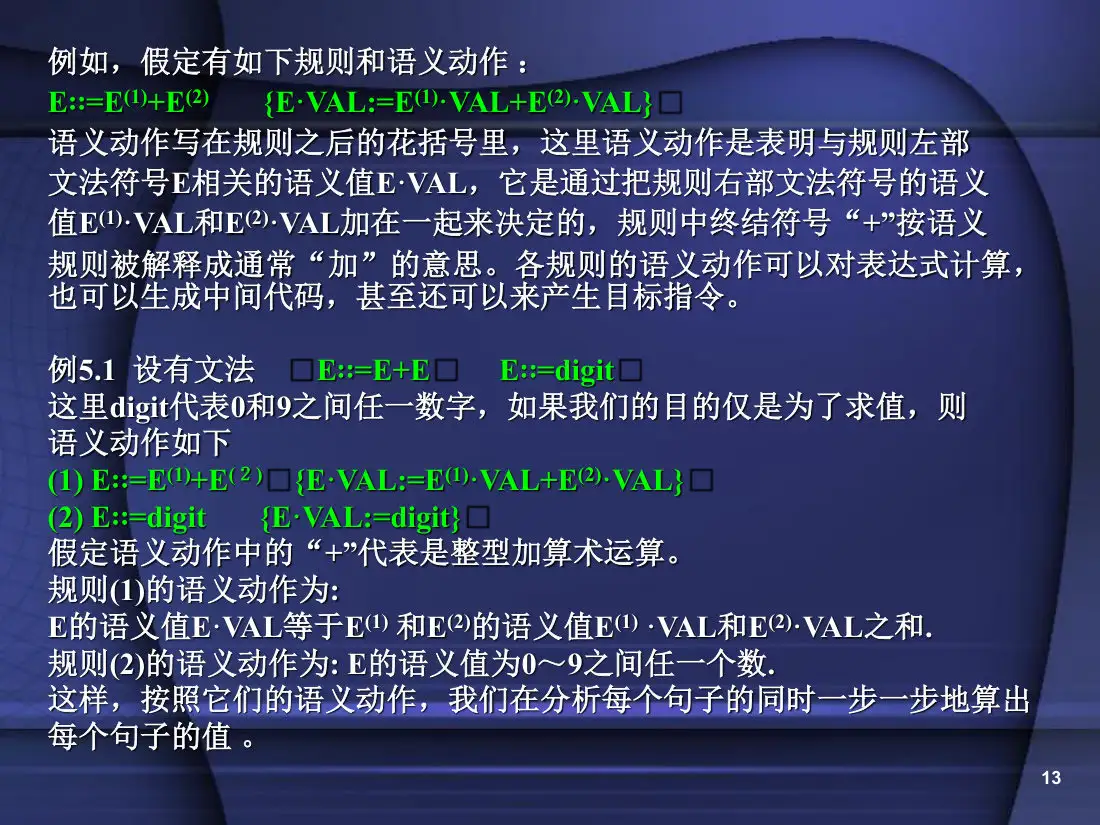 例如，假定有如下规则和语义动作：
E::=E⁽¹⁾+E⁽²⁾ {E·VAL:=E⁽¹⁾·VAL+E⁽²⁾·VAL}□
语义动作写在规则之后的花括号里，这里语义动作是表明与规则左部
文法符号E相关的语义值E·VAL，它是通过把规则右部文法符号的语义
值E⁽¹⁾·VAL和E⁽²⁾·VAL加在一起来决定的，规则中终结符号“+”按语义
规则被解释成通常“加”的意思。各规则的语义动作可以对表达式计算，
也可以生成中间代码，甚至还可以来产生目标指令。
例5.1 设有文法 □E::=E+E□ E::=digit□
这里digit代表0和9之间任一数字，如果我们的目的仅是为了求值，则
语义动作如下
(1) E::=E⁽¹⁾+E⁽²⁾□{E·VAL:=E⁽¹⁾·VAL+E⁽²⁾·VAL}□
(2) E::=digit {E·VAL:=digit}□
假定语义动作中的“+”代表是整型加算术运算。
规则(1)的语义动作为:
E的语义值E·VAL等于E⁽¹⁾ 和E⁽²⁾的语义值E⁽¹⁾ ·VAL和E⁽²⁾·VAL之和.
规则(2)的语义动作为: E的语义值为0～9之间任一个数.
这样，按照它们的语义动作，我们在分析每个句子的同时一步一步地算出
每个句子的值 。
13